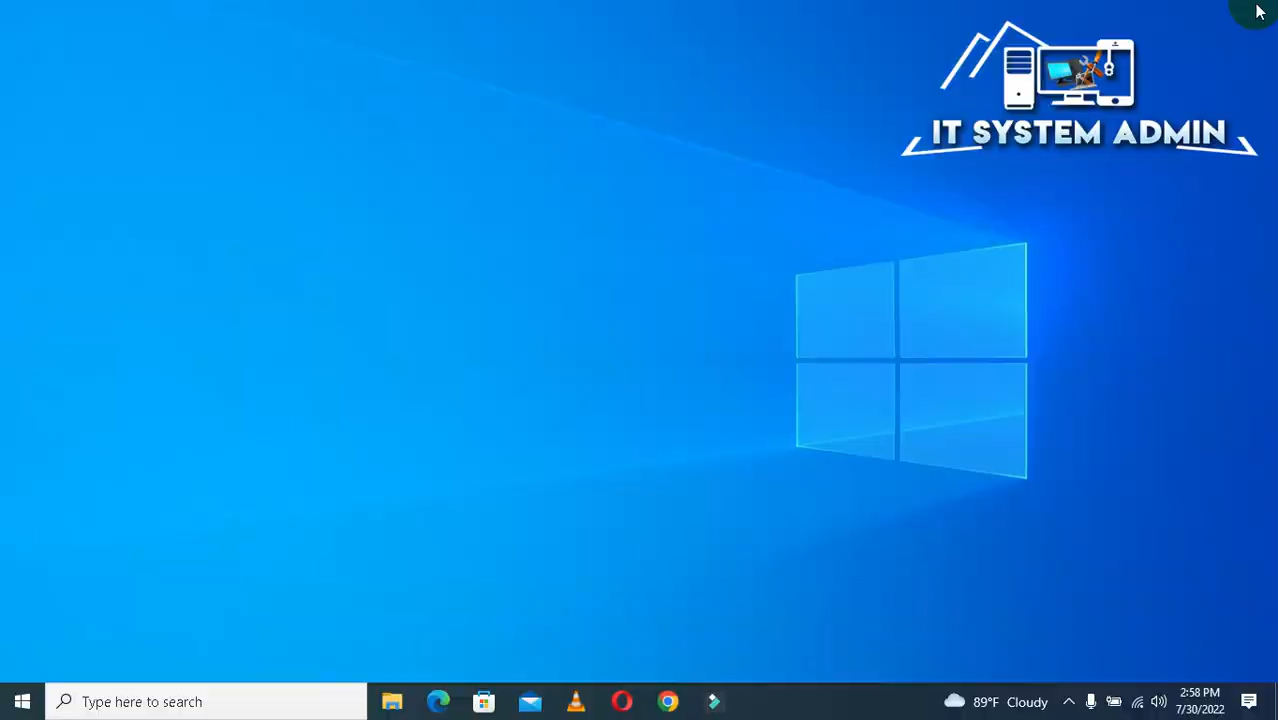 IT SYSTEM ADMIN
Type here to search
89°F Cloudy
2:58 PM
7/30/2022